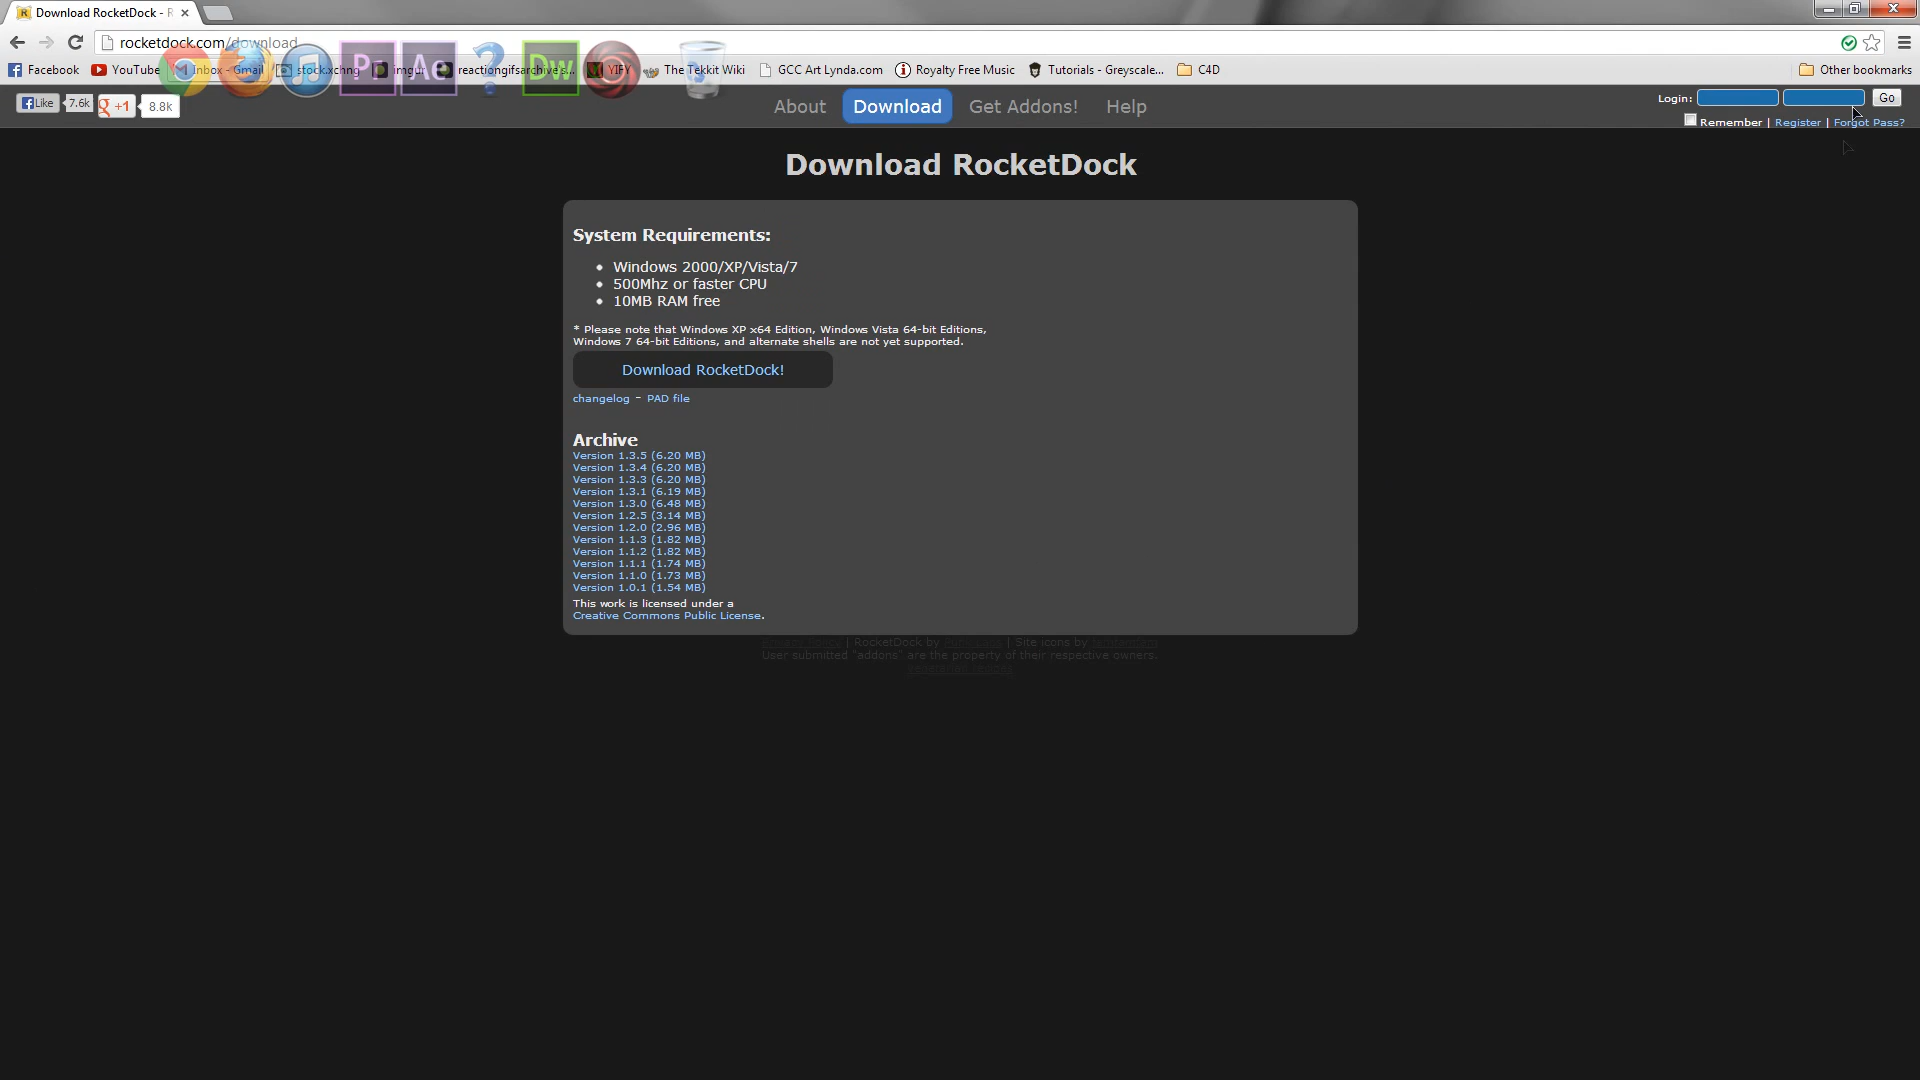 Download RocketDock - R
rocketdock.com/download
Facebook YouTube Inbox - Gmail stock.xchng imgur reactiongifsarchive's... YIFY The Tekkit Wiki GCC Art Lynda.com Royalty Free Music Tutorials - Greyscale... C4D Other bookmarks
Pr Ae ? Dw
Like 7.6k +1 8.8k
About Download Get Addons! Help
Login: Go
Remember | Register | Forgot Pass?
Download RocketDock
System Requirements:
Windows 2000/XP/Vista/7
500Mhz or faster CPU
10MB RAM free
* Please note that Windows XP x64 Edition, Windows Vista 64-bit Editions,
Windows 7 64-bit Editions, and alternate shells are not yet supported.
Download RocketDock!
changelog - PAD file
Archive
Version 1.3.5 (6.20 MB)
Version 1.3.4 (6.20 MB)
Version 1.3.3 (6.20 MB)
Version 1.3.1 (6.19 MB)
Version 1.3.0 (6.48 MB)
Version 1.2.5 (3.14 MB)
Version 1.2.0 (2.96 MB)
Version 1.1.3 (1.82 MB)
Version 1.1.2 (1.82 MB)
Version 1.1.1 (1.74 MB)
Version 1.1.0 (1.73 MB)
Version 1.0.1 (1.54 MB)
This work is licensed under a
Creative Commons Public License.
| RocketDock by | Site icons by
User submitted "addons" are the property of their respective owners.